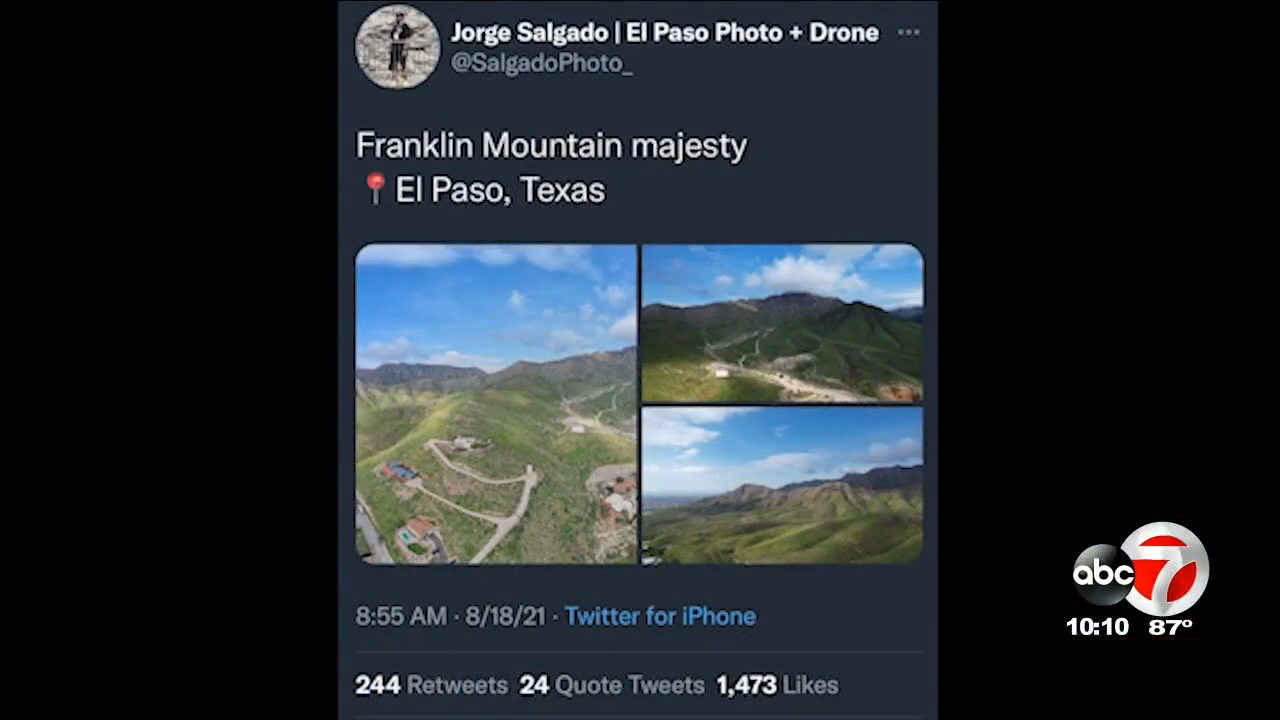 Jorge Salgado | El Paso Photo + Drone
@SalgadoPhoto_
Franklin Mountain majesty
📍El Paso, Texas
8:55 AM · 8/18/21 · Twitter for iPhone
244 Retweets 24 Quote Tweets 1,473 Likes
abc 7
10:10 87°